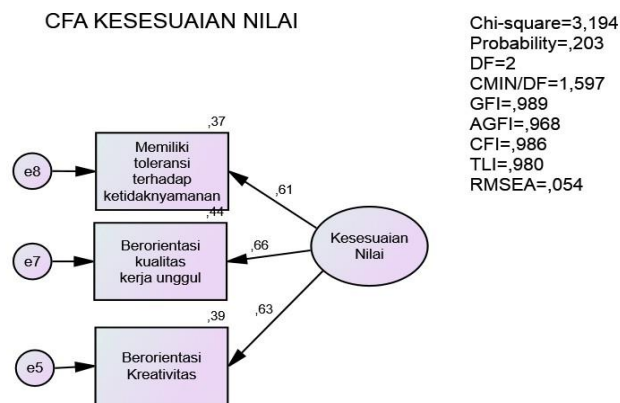 CFA KESESUAIAN NILAI
Chi-square=3,194
Probability=,203
DF=2
CMIN/DF=1,597
GFI=,989
AGFI=,968
CFI=,986
TLI=,980
RMSEA=,054
,37
e8
Memiliki
toleransi
terhadap
ketidaknyamanan
,61
,44
e7
Berorientasi
kualitas
kerja unggul
,66
Kesesuaian
Nilai
,39
,63
e5
Berorientasi
Kreativitas